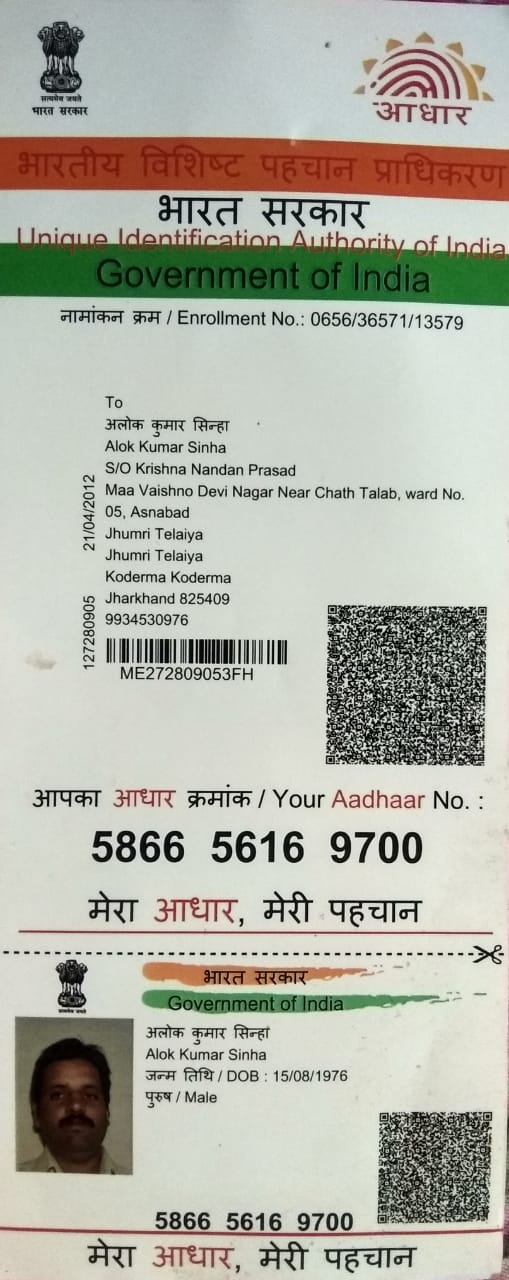 सत्यमेव जयते
भारत सरकार
आधार
भारतीय विशिष्ट पहचान प्राधिकरण
भारत सरकार
Unique Identification Authority of India
Government of India
नामांकन क्रम / Enrollment No.: 0656/36571/13579
To
अलोक कुमार सिन्हा
Alok Kumar Sinha
S/O Krishna Nandan Prasad
Maa Vaishno Devi Nagar Near Chath Talab, ward No.
05, Asnabad
Jhumri Telaiya
Jhumri Telaiya
Koderma Koderma
Jharkhand 825409
9934530976
127280905 21/04/2012
ME272809053FH
आपका आधार क्रमांक / Your Aadhaar No. :
5866 5616 9700
मेरा आधार, मेरी पहचान
सत्यमेव जयते
भारत सरकार
Government of India
अलोक कुमार सिन्हा
Alok Kumar Sinha
जन्म तिथि / DOB : 15/08/1976
पुरुष / Male
5866 5616 9700
मेरा आधार, मेरी पहचान